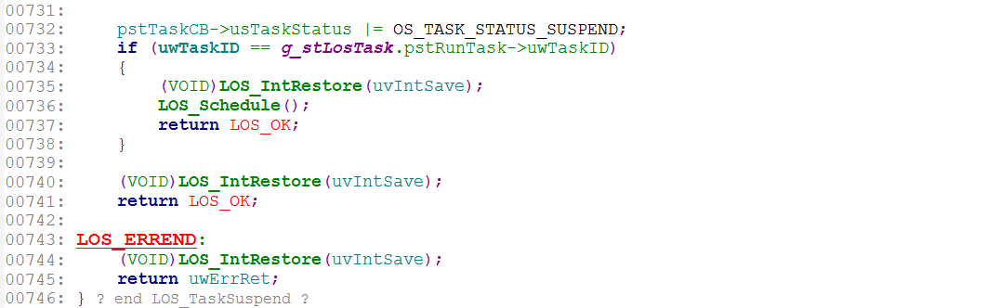 00731:
00732:     pstTaskCB->usTaskStatus |= OS_TASK_STATUS_SUSPEND;
00733:     if (uwTaskID == g_stLosTask.pstRunTask->uwTaskID)
00734:     {
00735:         (VOID)LOS_IntRestore(uvIntSave);
00736:         LOS_Schedule();
00737:         return LOS_OK;
00738:     }
00739:
00740:     (VOID)LOS_IntRestore(uvIntSave);
00741:     return LOS_OK;
00742:
00743: LOS_ERREND:
00744:     (VOID)LOS_IntRestore(uvIntSave);
00745:     return uwErrRet;
00746: } ? end LOS_TaskSuspend ?